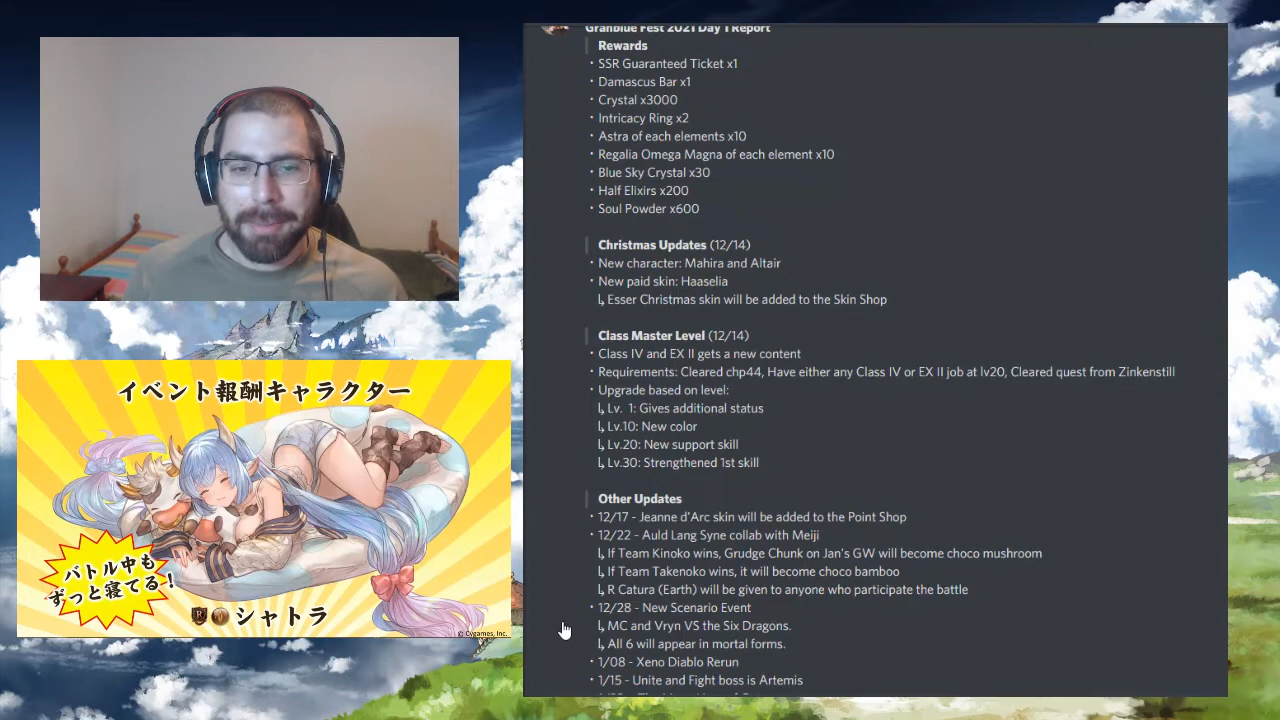 Granblue Fest 2021 Day 1 Report
Rewards
・SSR Guaranteed Ticket x1
・Damascus Bar x1
・Crystal x3000
・Intricacy Ring x2
・Astra of each elements x10
・Regalia Omega Magna of each element x10
・Blue Sky Crystal x30
・Half Elixirs x200
・Soul Powder x600
Christmas Updates (12/14)
・New character: Mahira and Altair
・New paid skin: Haaselia
┗ Esser Christmas skin will be added to the Skin Shop
Class Master Level (12/14)
・Class IV and EX II gets a new content
・Requirements: Cleared chp44, Have either any Class IV or EX II job at lv20, Cleared quest from Zinkenstill
・Upgrade based on level:
┗ Lv. 1: Gives additional status
┗ Lv.10: New color
┗ Lv.20: New support skill
┗ Lv.30: Strengthened 1st skill
Other Updates
・12/17 - Jeanne d'Arc skin will be added to the Point Shop
・12/22 - Auld Lang Syne collab with Meiji
┗ If Team Kinoko wins, Grudge Chunk on Jan's GW will become choco mushroom
┗ If Team Takenoko wins, it will become choco bamboo
┗ R Catura (Earth) will be given to anyone who participate the battle
・12/28 - New Scenario Event
┗ MC and Vryn VS the Six Dragons.
┗ All 6 will appear in mortal forms.
・1/08 - Xeno Diablo Rerun
・1/15 - Unite and Fight boss is Artemis
イベント報酬キャラクター
バトル中も
ずっと寝てる！
R シャトラ
© Cygames, Inc.